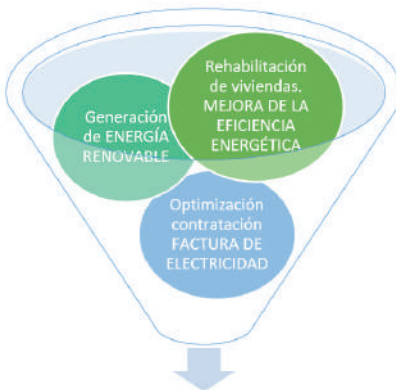 Rehabilitación
de viviendas.
MEJORA DE LA
EFICIENCIA
ENERGÉTICA
Generación
de ENERGÍA
RENOVABLE
Optimización
contratación
FACTURA DE
ELECTRICIDAD